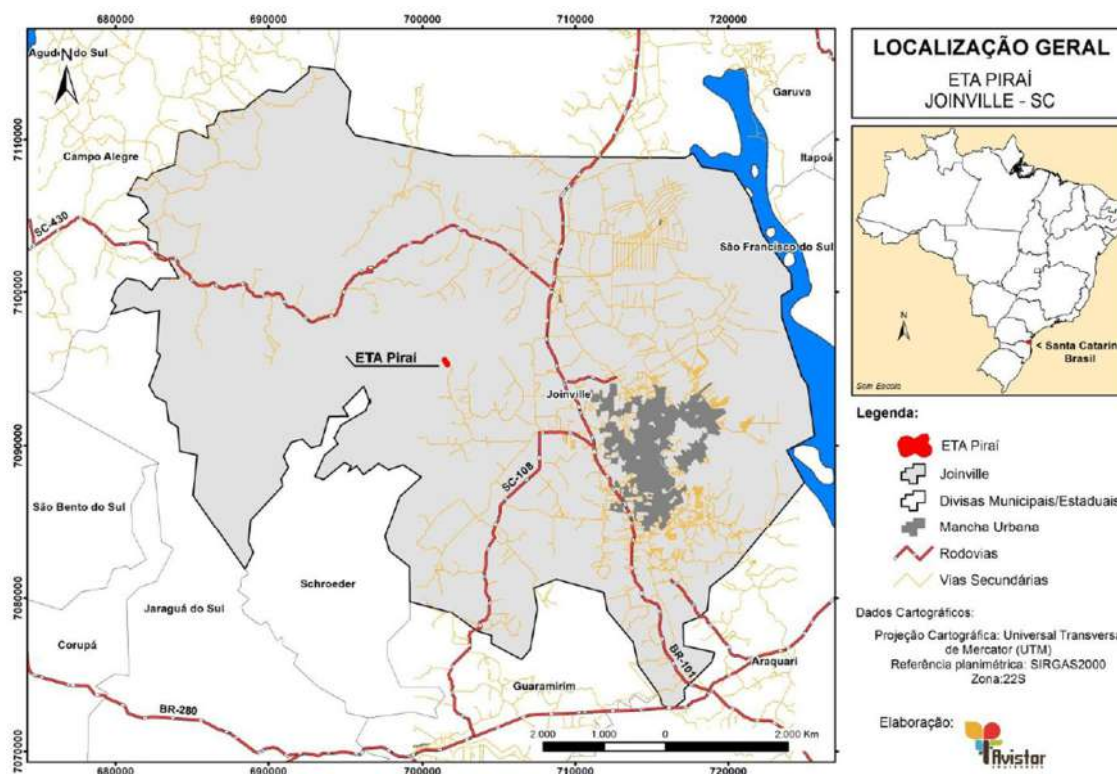 680000 690000 700000 710000 720000
LOCALIZAÇÃO GERAL
ETA PIRAÍ
JOINVILLE - SC
N
Agudos do Sul
Garuva
7110000
Campo Alegre
Itapoá
SC-430
São Francisco do Sul
7100000
ETA Piraí
Joinville
7090000
SC-108
São Bento do Sul
Schroeder
7080000
Jaraguá do Sul
Corupá
BR-101
Araquari
Guaramirim
BR-280
7070000
2 000 1 000 0 2 000 Km
680000 690000 700000 710000 720000
N
< Santa Catarin
Brasil
Sem Escala
Legenda:
ETA Piraí
Joinville
Divisas Municipais/Estaduais
Mancha Urbana
Rodovias
Vias Secundárias
Dados Cartográficos:
Projeção Cartográfica: Universal Transversa
de Mercator (UTM)
Referência planimétrica: SIRGAS2000
Zona:22S
Elaboração:
Avistar